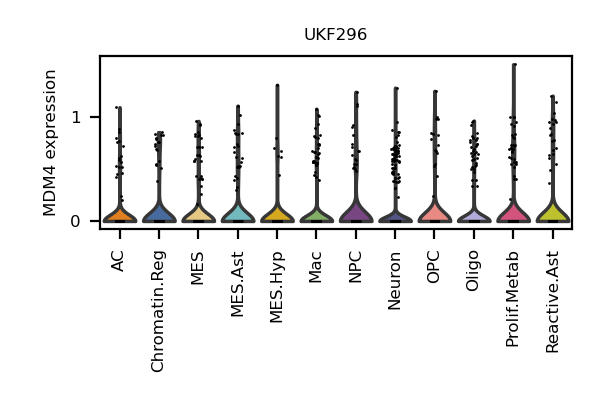 UKF296
MDM4 expression
1
0
AC
Chromatin.Reg
MES
MES.Ast
MES.Hyp
Mac
NPC
Neuron
OPC
Oligo
Prolif.Metab
Reactive.Ast